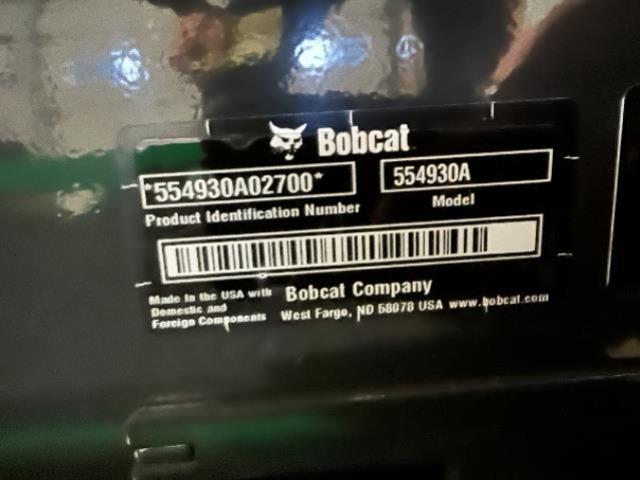 Bobcat
*554930A02700*
554930A
Product Identification Number
Model
Made in the USA with
Domestic and
Foreign Components
Bobcat Company
West Fargo, ND 58078 USA www.bobcat.com